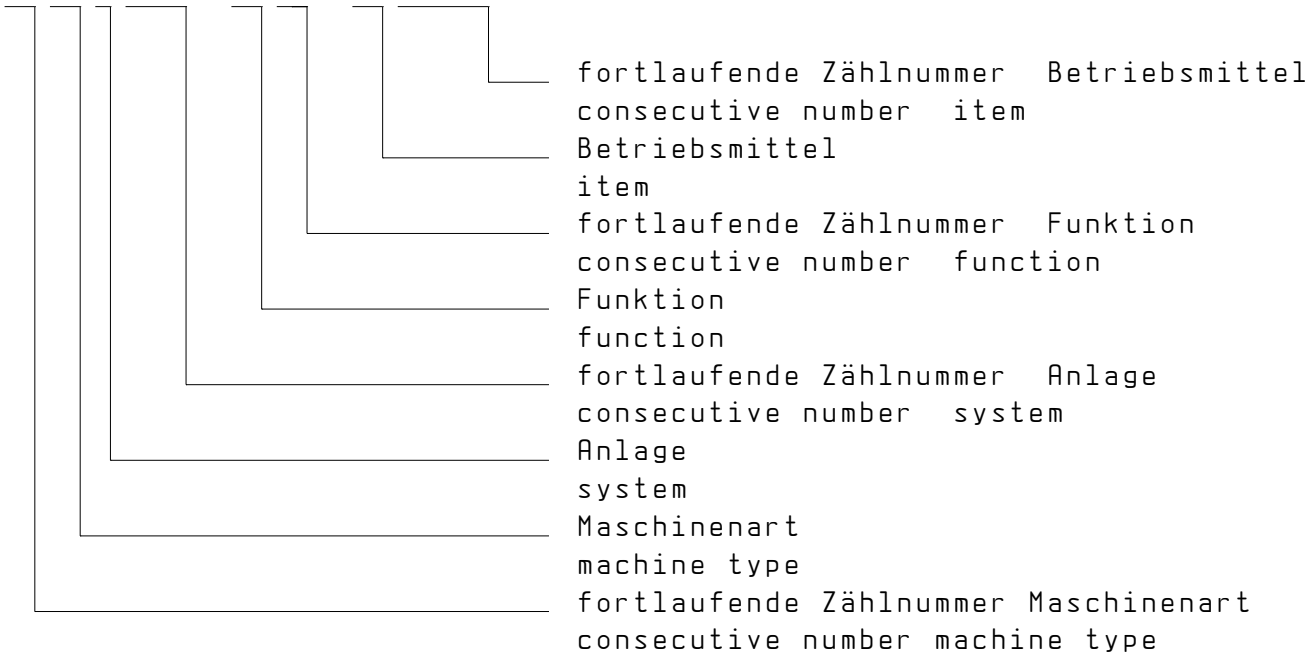 fortlaufende Zählnummer  Betriebsmittel
consecutive number  item
Betriebsmittel
item
fortlaufende Zählnummer  Funktion
consecutive number  function
Funktion
function
fortlaufende Zählnummer  Anlage
consecutive number  system
Anlage
system
Maschinenart
machine type
fortlaufende Zählnummer Maschinenart
consecutive number machine type